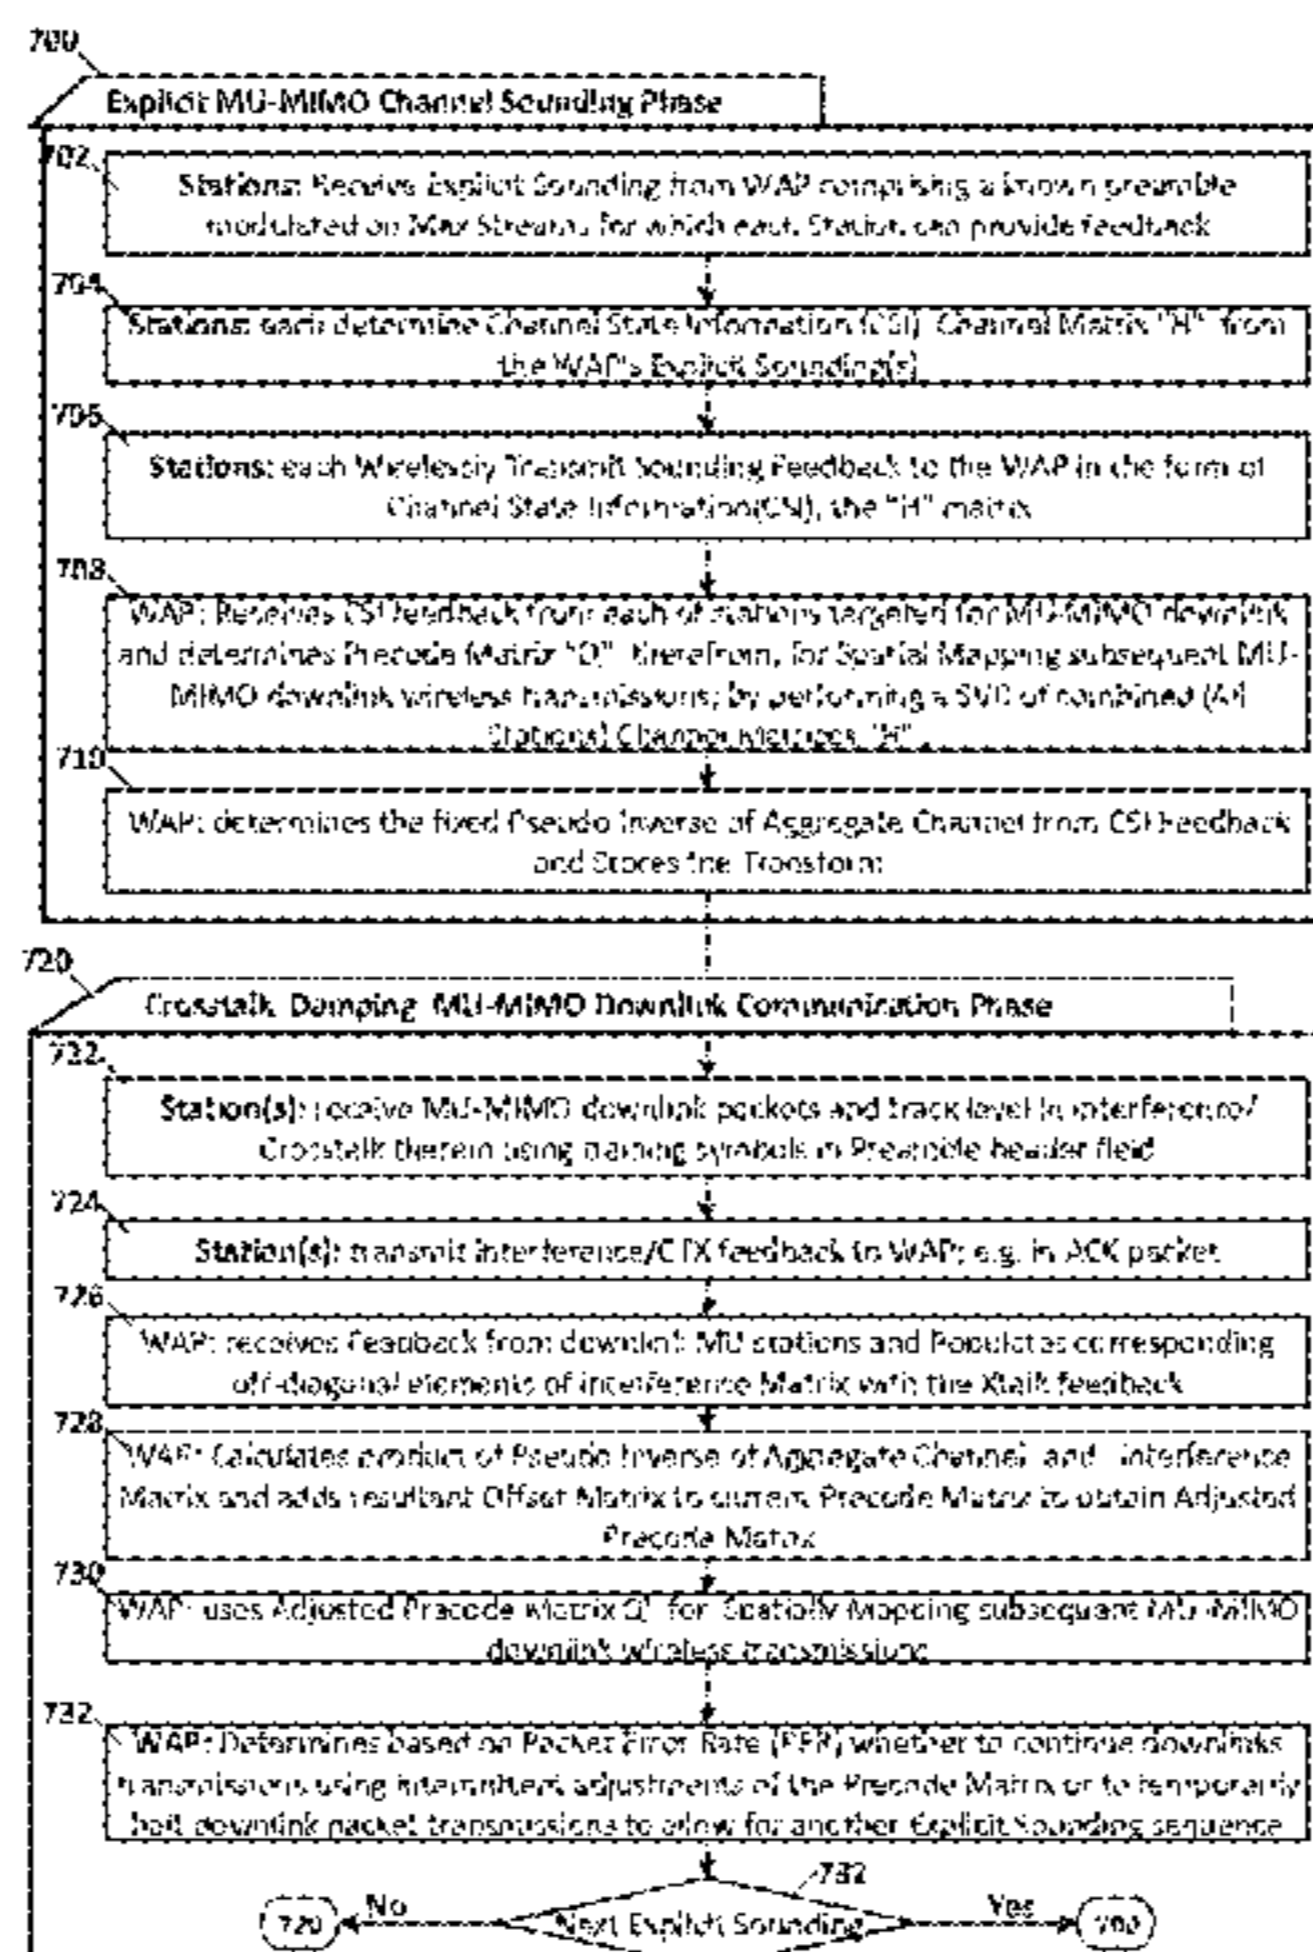 700
Explicit MU-MIMO Channel Sounding Phase
702
Stations: Receive Explicit Sounding from WAP comprising a known preamble
modulated on Max Streams for which each Station can provide feedback
704
Stations: each determine Channel State Information (CSI) Channel Matrix "H" from
the WAP's Explicit Sounding(s)
706
Stations: each Wirelessly Transmit Sounding Feedback to the WAP in the form of
Channel State Information(CSI), the "H" matrix
708
WAP: Receives CSI feedback from each of stations targeted for MU-MIMO downlink
and determines Precode Matrix "Q" therefrom, for Spatial Mapping subsequent MU-
MIMO downlink wireless transmissions; by performing a SVD of combined (All
Stations) Channel Matrices "H".
710
WAP: determines the fixed Pseudo Inverse of Aggregate Channel from CSI Feedback
and Stores the Transform
720
Crosstalk Damping MU-MIMO Downlink Communication Phase
722
Station(s): receive MU-MIMO downlink packets and track level in interference/
Crosstalk therein using training symbols in Preamble header field
724
Station(s): transmit interference/CTX feedback to WAP; e.g. in ACK packet
726
WAP: receives Feedback from downlink MU stations and Populates corresponding
off-diagonal elements of interference Matrix with the Xtalk feedback
728
WAP: Calculates product of Pseudo Inverse of Aggregate Channel and interference
Matrix and adds resultant Offset Matrix to current Precode Matrix to obtain Adjusted
Precode Matrix
730
WAP: uses Adjusted Precode Matrix Q' for Spatially Mapping subsequent MU-MIMO
downlink wireless transmissions
732
WAP: Determines based on Packet Error Rate (PER) whether to continue downlinks
transmissions using intermittent adjustments of the Precode Matrix or to temporarily
halt downlink packet transmissions to allow for another Explicit Sounding sequence
732
No
Yes
720
Next Explicit Sounding
700